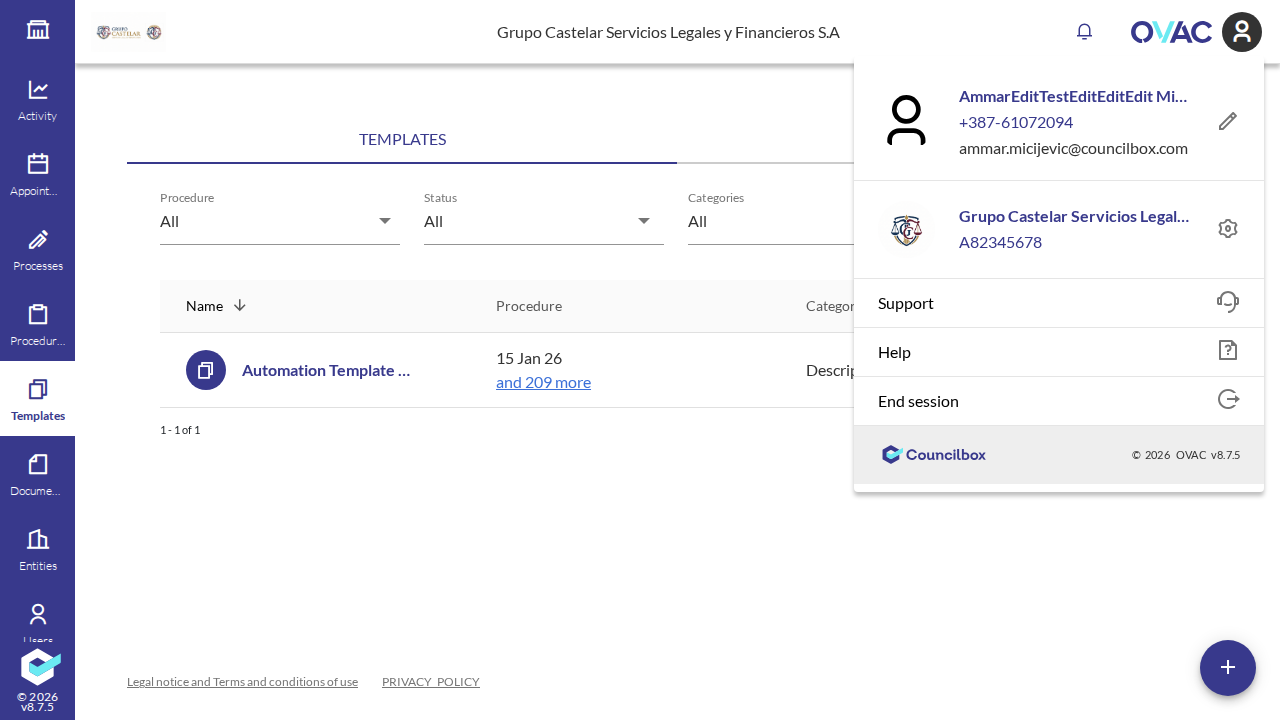 Grupo Castelar Servicios Legales y Financieros S.A
OVAC
GRUPO
CASTELAR
Activity
Appoint...
Processes
Procedur...
Templates
Docume...
Entities
Users
© 2026
v8.7.5
TEMPLATES
Procedure
All
Status
All
Categories
All
Name
Procedure
Categor
Automation Template ...
15 Jan 26
and 209 more
Descrip
1 - 1 of 1
AmmarEditTestEditEditEdit Mi...
+387-61072094
ammar.micijevic@councilbox.com
Grupo Castelar Servicios Legal...
A82345678
Support
Help
End session
Councilbox
© 2026 OVAC v8.7.5
Legal notice and Terms and conditions of use
PRIVACY_POLICY